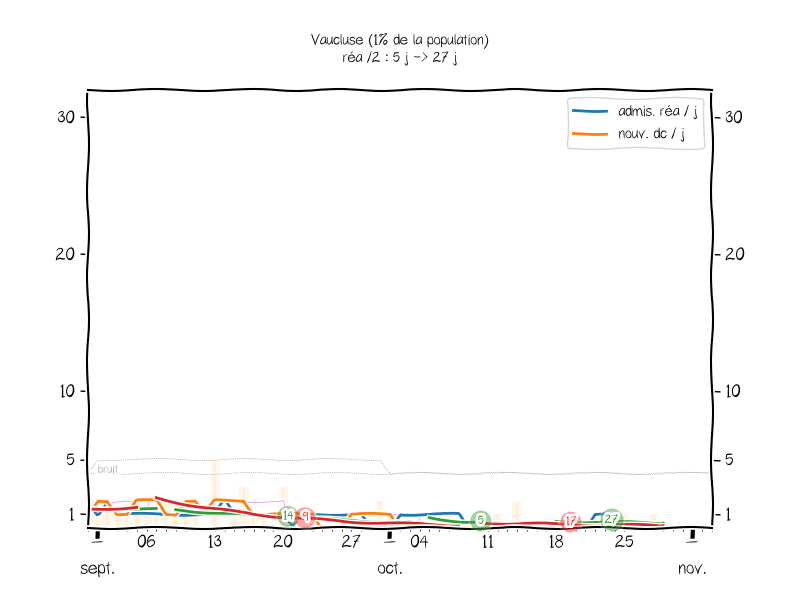 Vaucluse (1% de la population)
réa /2 : 5 j -> 27 j
admis. réa / j
nouv. dc / j
30
30
20
20
10
10
5
5
bruit
1
1
14
9
5
17
27
06
13
20
27
04
11
18
25
sept.
oct.
nov.